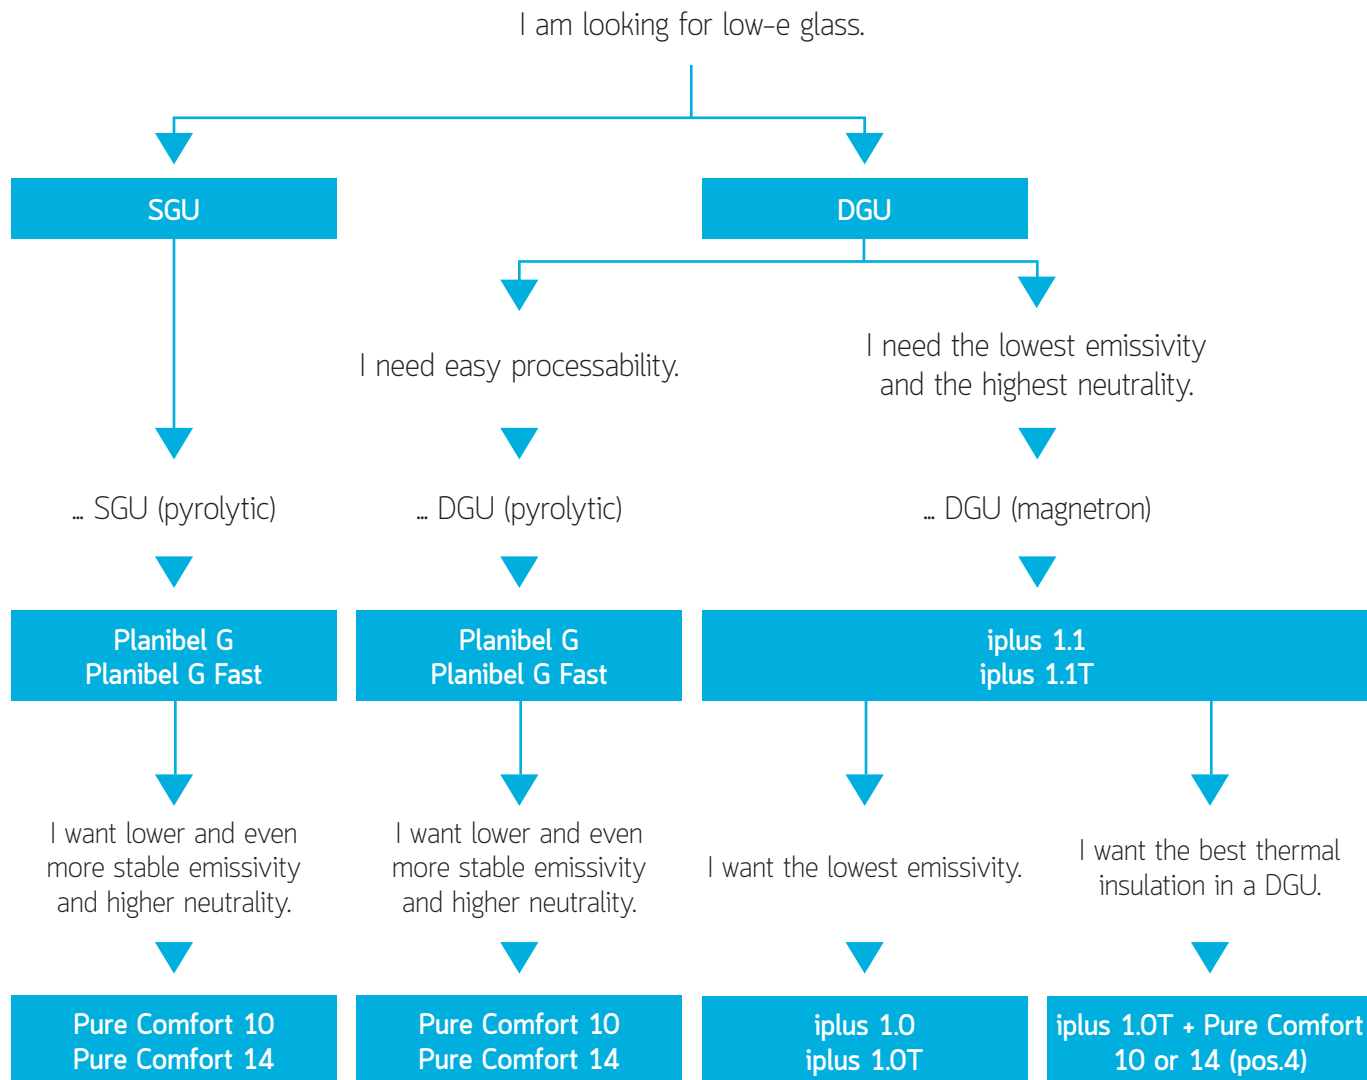 I am looking for low-e glass.
SGU
DGU
I need easy processability.
I need the lowest emissivity
and the highest neutrality.
... SGU (pyrolytic)
... DGU (pyrolytic)
... DGU (magnetron)
Planibel G
Planibel G Fast
Planibel G
Planibel G Fast
iplus 1.1
iplus 1.1T
I want lower and even
more stable emissivity
and higher neutrality.
I want lower and even
more stable emissivity
and higher neutrality.
I want the lowest emissivity.
I want the best thermal
insulation in a DGU.
Pure Comfort 10
Pure Comfort 14
Pure Comfort 10
Pure Comfort 14
iplus 1.0
iplus 1.0T
iplus 1.0T + Pure Comfort
10 or 14 (pos.4)